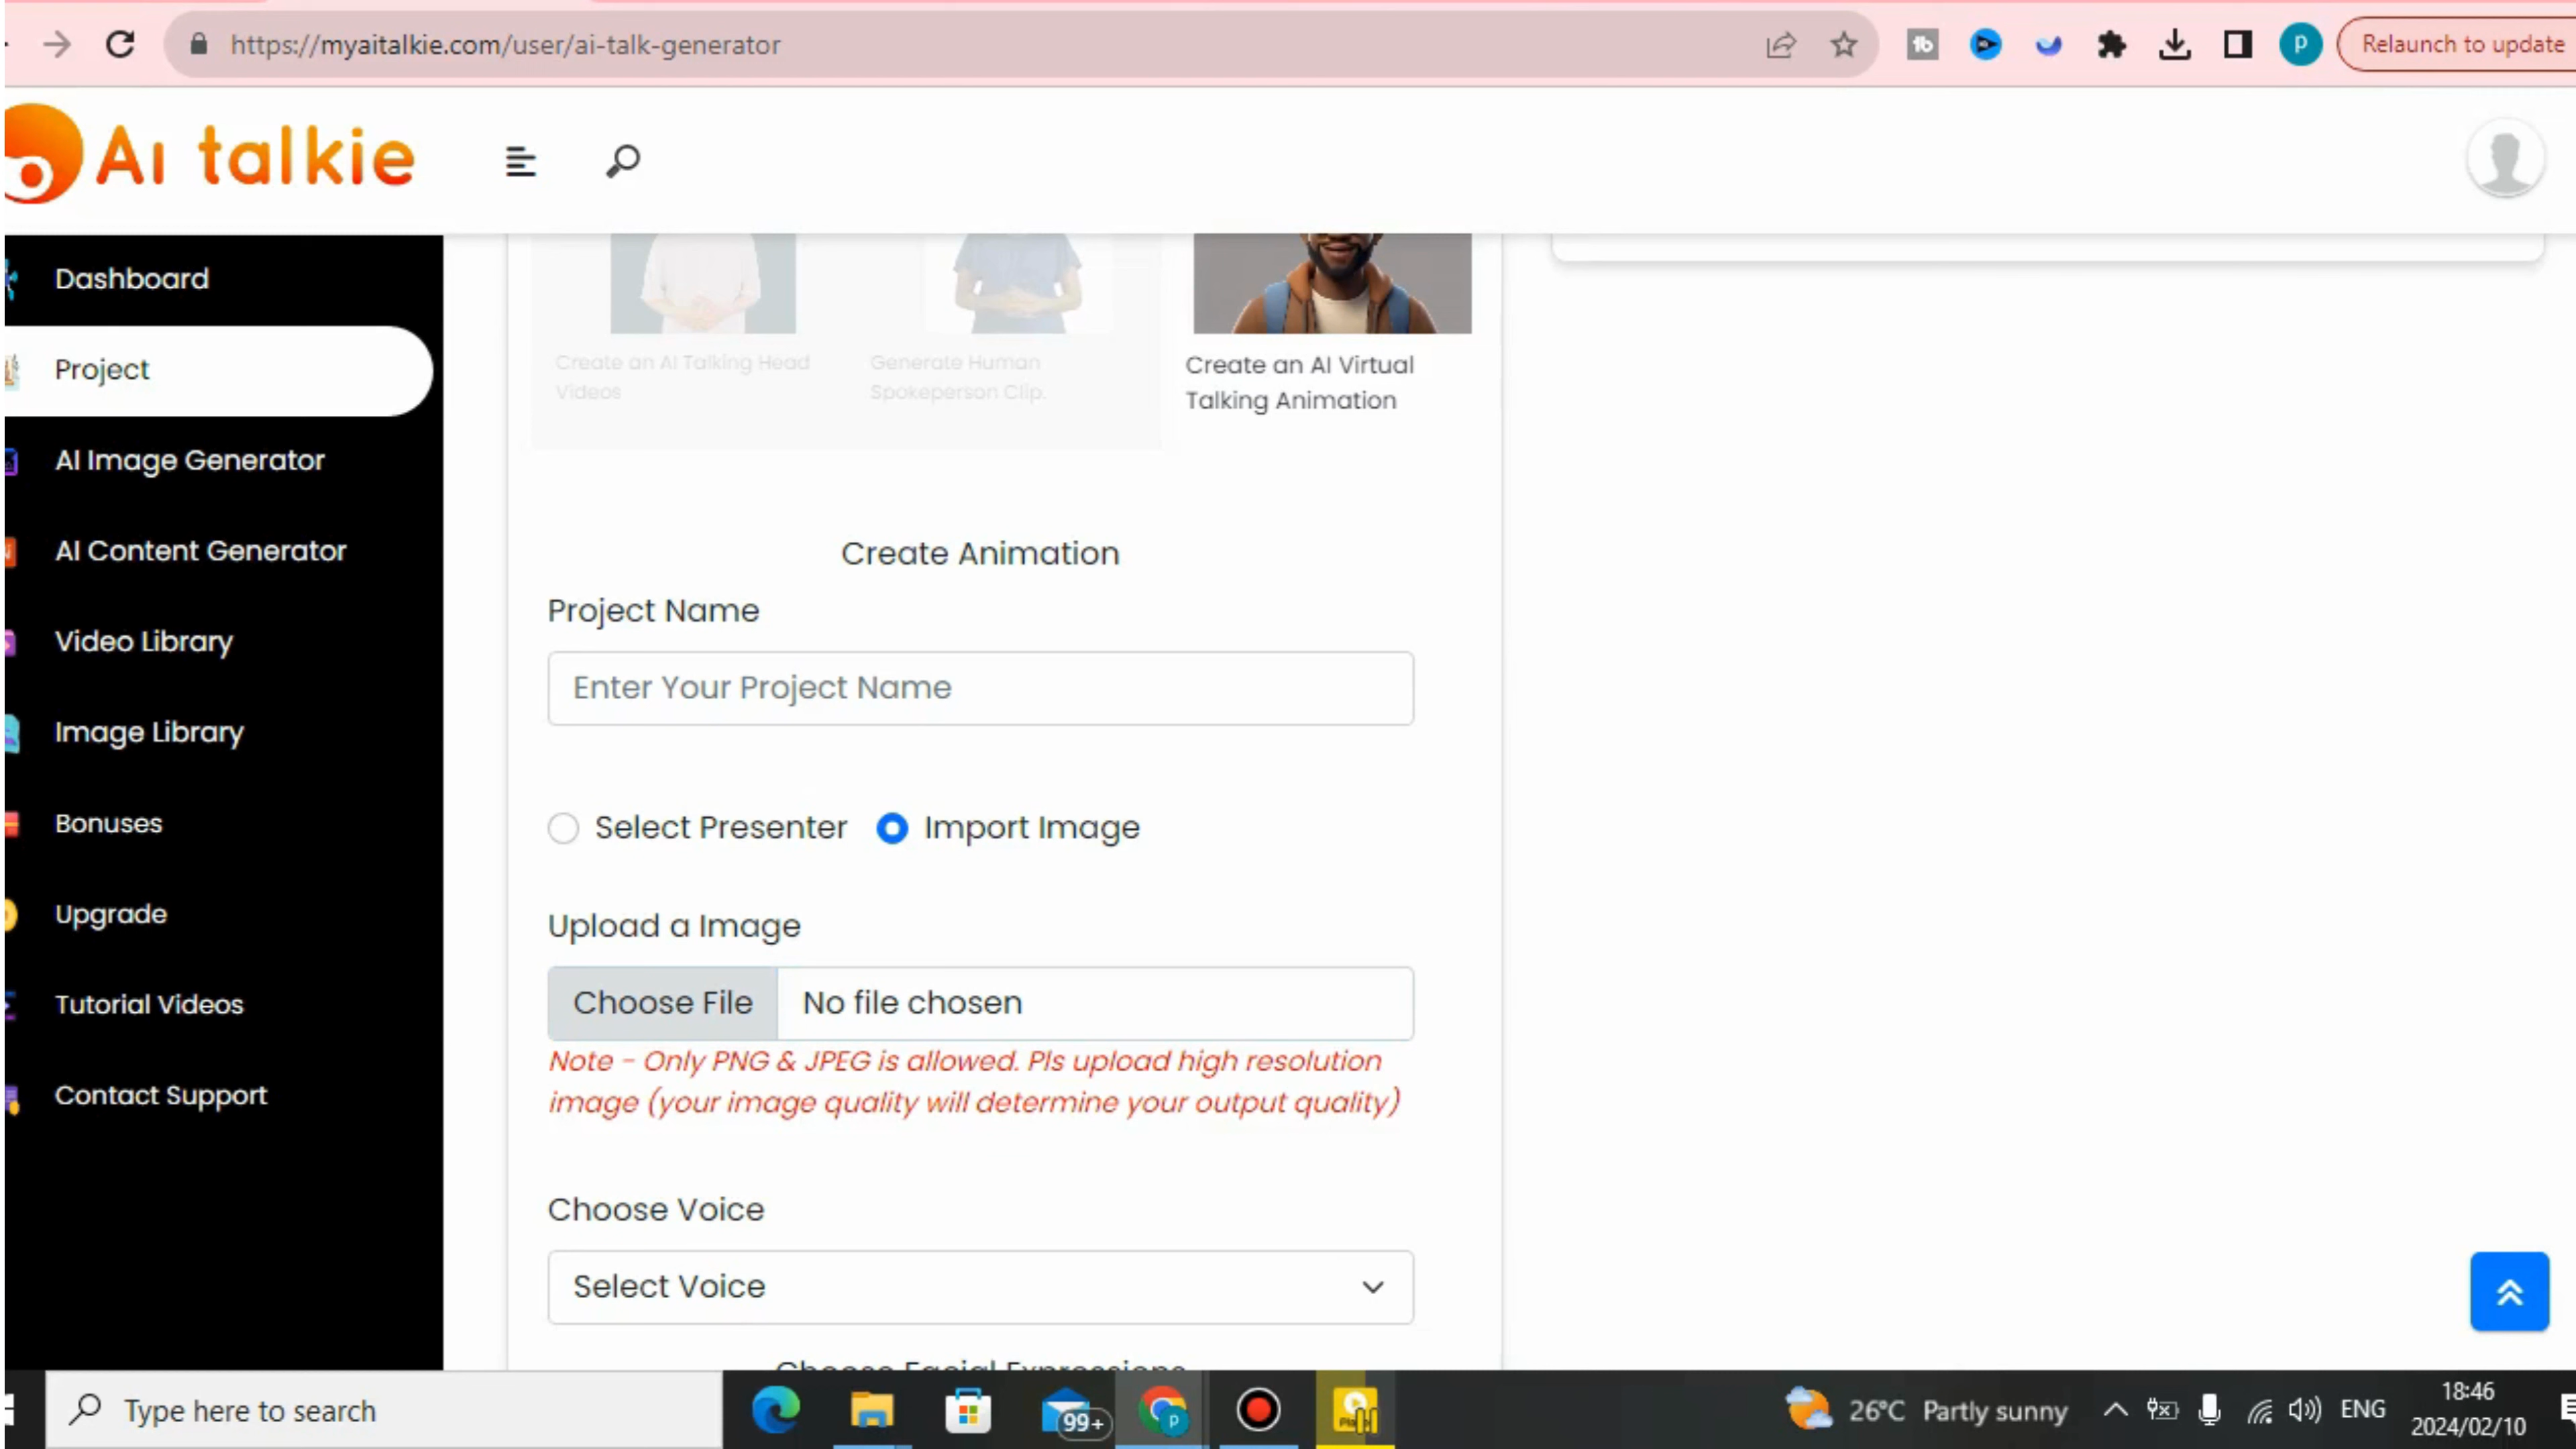 https://myaitalkie.com/user/ai-talk-generator
Relaunch to update
P
AI talkie
Dashboard
Project
AI Image Generator
AI Content Generator
Video Library
Image Library
Bonuses
Upgrade
Tutorial Videos
Contact Support
Create an AI Talking Head
Videos
Generate Human
Spokeperson Clip.
Create an AI Virtual
Talking Animation
Create Animation
Project Name
Enter Your Project Name
Select Presenter
Import Image
Upload a Image
Choose File
No file chosen
Note - Only PNG & JPEG is allowed. Pls upload high resolution
image (your image quality will determine your output quality)
Choose Voice
Select Voice
Choose Facial Expressions
Type here to search
99+
26°C Partly sunny
ENG
18:46
2024/02/10